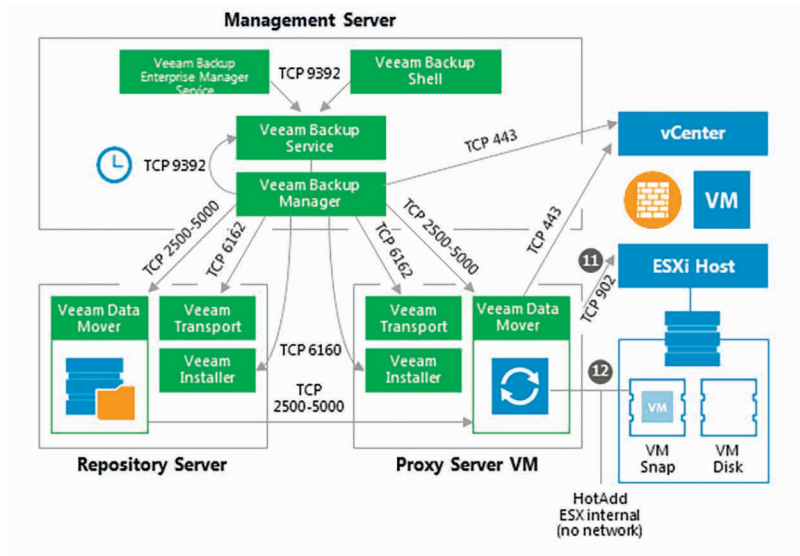 Management Server
Veeam Backup
Enterprise Manager
Service
TCP 9392
Veeam Backup
Shell
Veeam Backup
Service
TCP 9392
Veeam Backup
Manager
TCP 443
vCenter
VM
TCP 2500-5000
TCP 6162
TCP 6162
TCP 2500-5000
TCP 443
11
TCP 902
ESXi Host
Veeam Data
Mover
Veeam
Transport
Veeam
Installer
TCP 6160
TCP
2500-5000
Veeam
Transport
Veeam
Installer
Veeam Data
Mover
12
VM
VM
Snap
VM
Disk
Repository Server
Proxy Server VM
HotAdd
ESX internal
(no network)